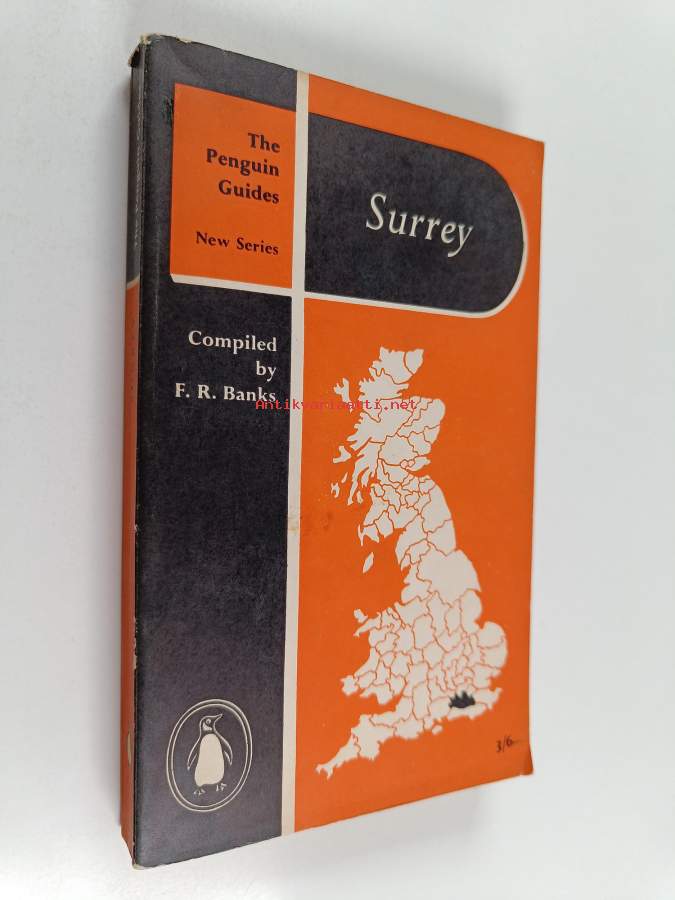 The
Penguin
Guides
New Series
Surrey
Compiled
by
F. R. Banks
Antikvariaatti.net
3/6